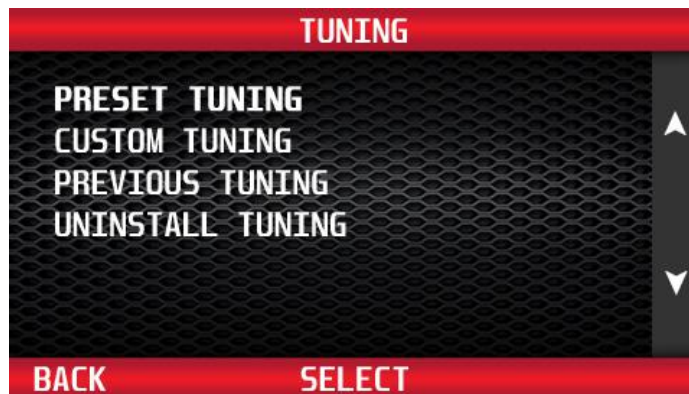 TUNING
PRESET TUNING
CUSTOM TUNING
PREVIOUS TUNING
UNINSTALL TUNING
BACK SELECT